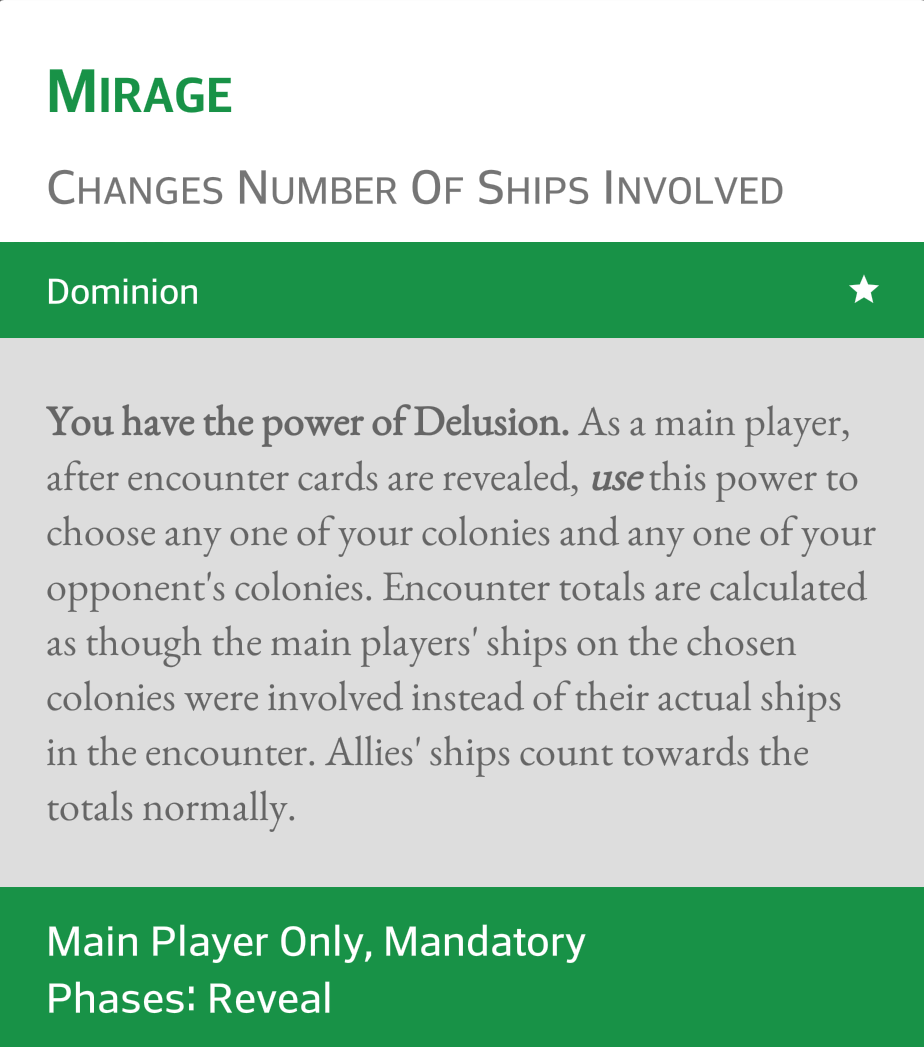 Mirage
Changes Number Of Ships Involved
Dominion
You have the power of Delusion. As a main player,
after encounter cards are revealed, use this power to
choose any one of your colonies and any one of your
opponent's colonies. Encounter totals are calculated
as though the main players' ships on the chosen
colonies were involved instead of their actual ships
in the encounter. Allies' ships count towards the
totals normally.
Main Player Only, Mandatory
Phases: Reveal